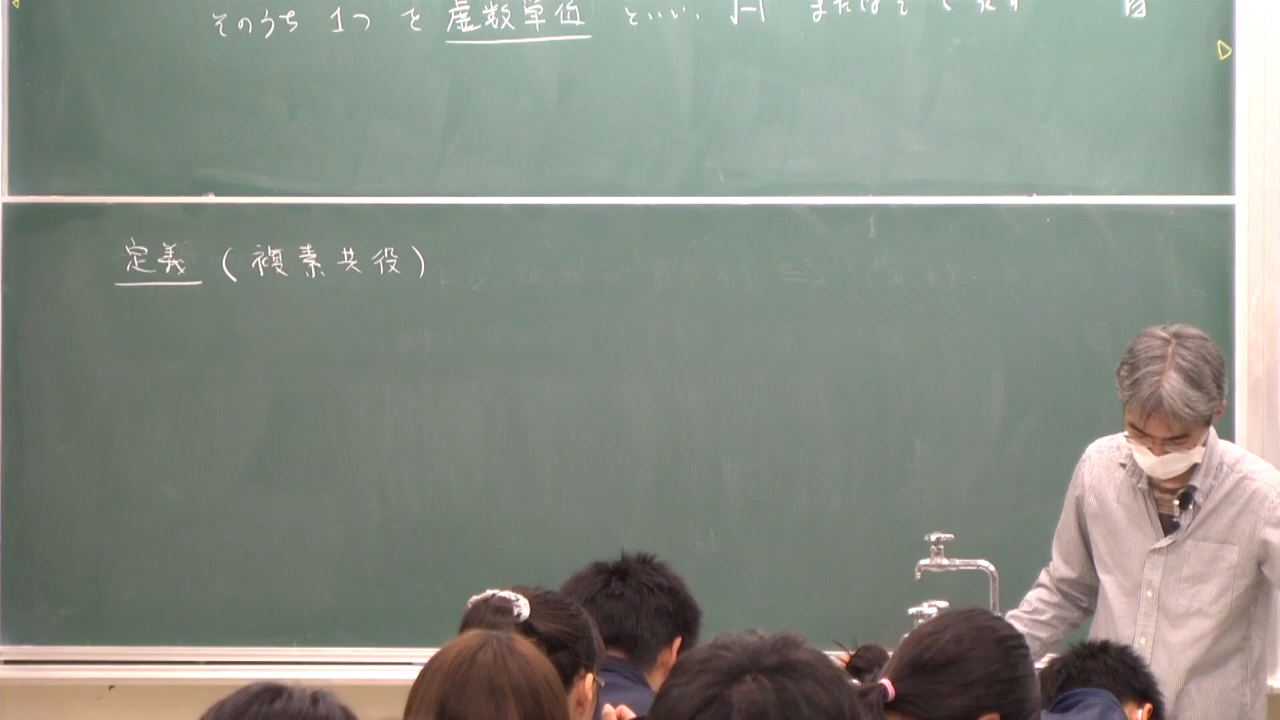 そのうち 1つ を 虚数単位 といい、 √-1 または i で表す
定義 (複素共役)